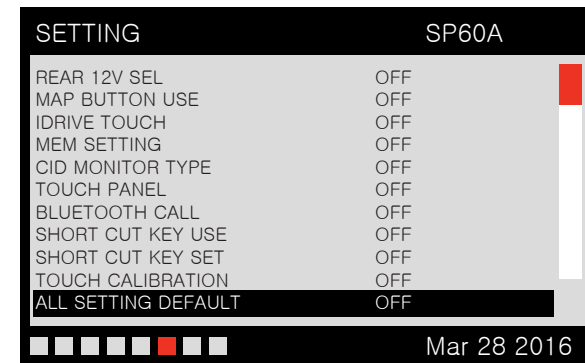 SETTING SP60A
REAR 12V SEL OFF
MAP BUTTON USE OFF
IDRIVE TOUCH OFF
MEM SETTING OFF
CID MONITOR TYPE OFF
TOUCH PANEL OFF
BLUETOOTH CALL OFF
SHORT CUT KEY USE OFF
SHORT CUT KEY SET OFF
TOUCH CALIBRATION OFF
ALL SETTING DEFAULT OFF
Mar 28 2016